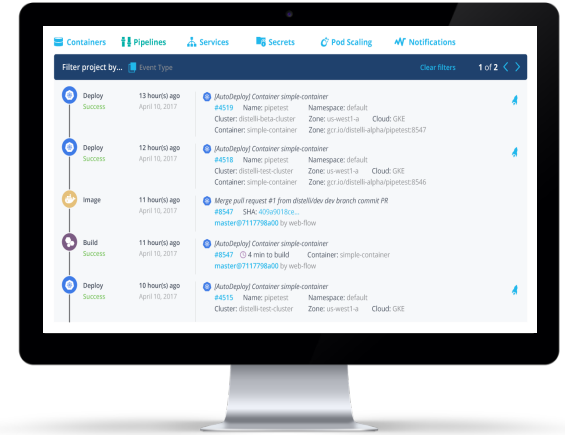 Containers Pipelines Services Secrets Pod Scaling Notifications
Filter project by... Event Type Clear filters 1 of 2
Deploy 13 hour(s) ago [AutoDeploy] Container simple-container
Success April 10, 2017 #4519 Name: pipetest Namespace: default
Cluster: distelli-beta-cluster Zone: us-west1-a Cloud: GKE
Container: simple-container Zone: gcr.io/distelli-alpha/pipetest:8547
Deploy 12 hour(s) ago [AutoDeploy] Container simple-container
Success April 10, 2017 #4518 Name: pipetest Namespace: default
Cluster: distelli-test-cluster Zone: us-west1-a Cloud: GKE
Container: simple-container Zone: gcr.io/distelli-alpha/pipetest:8546
Image 11 hour(s) ago Merge pull request #1 from distelli/dev dev branch commit PR
April 10, 2017 #8547 SHA: 409a9018ce...
master@7117798a00 by web-flow
Build 11 hour(s) ago [AutoDeploy] Container simple-container
Success April 10, 2017 #8547 4 min to build Container: simple-container
master@7117798a00 by web-flow
Deploy 10 hour(s) ago [AutoDeploy] Container simple-container
Success April 10, 2017 #4515 Name: pipetest Namespace: default
Cluster: distelli-test-cluster Zone: us-west1-a Cloud: GKE